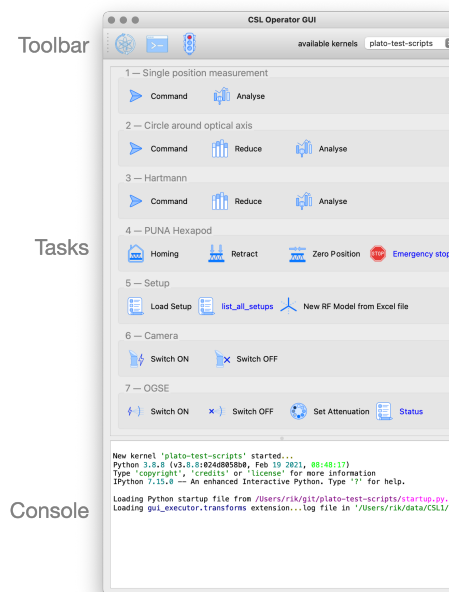 CSL Operator GUI
Toolbar
available kernels plato-test-scripts
1 — Single position measurement
Command Analyse
2 — Circle around optical axis
Command Reduce Analyse
3 — Hartmann
Command Reduce Analyse
4 — PUNA Hexapod
Tasks
Homing Retract Zero Position STOP Emergency stop
5 — Setup
Load Setup list_all_setups New RF Model from Excel file
6 — Camera
Switch ON Switch OFF
7 — OGSE
Switch ON Switch OFF Set Attenuation Status
New kernel 'plato-test-scripts' started...
Python 3.8.8 (v3.8.8:024d8058b0, Feb 19 2021, 08:48:17)
Type 'copyright', 'credits' or 'license' for more information
IPython 7.15.0 —— An enhanced Interactive Python. Type '?' for help.
Loading Python startup file from /Users/rik/git/plato-test-scripts/startup.py.
Console
Loading gui_executor.transforms extension...log file in '/Users/rik/data/CSL1/